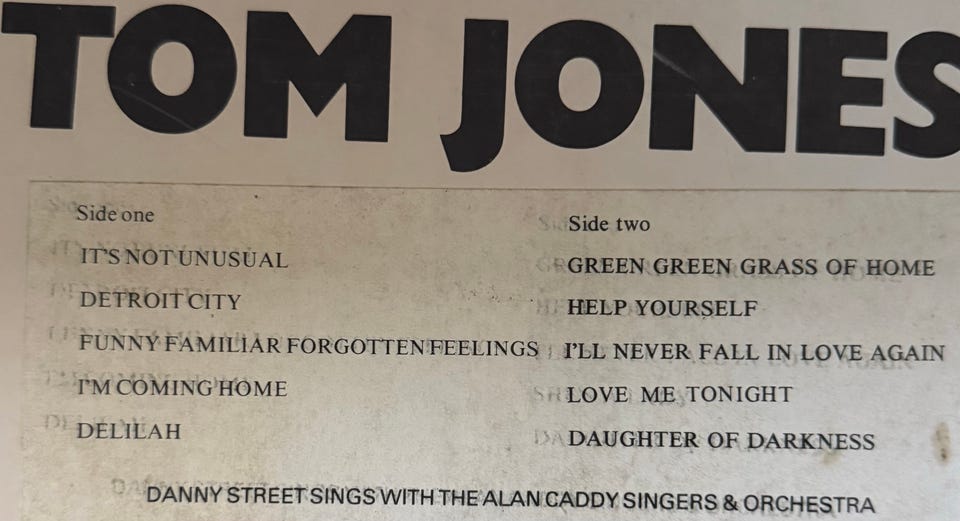 TOM JONES
Side one
IT'S NOT UNUSUAL
DETROIT CITY
FUNNY FAMILIAR FORGOTTEN FEELINGS
I'M COMING HOME
DELILAH
Side two
GREEN GREEN GRASS OF HOME
HELP YOURSELF
I'LL NEVER FALL IN LOVE AGAIN
LOVE ME TONIGHT
DAUGHTER OF DARKNESS
DANNY STREET SINGS WITH THE ALAN CADDY SINGERS & ORCHESTRA